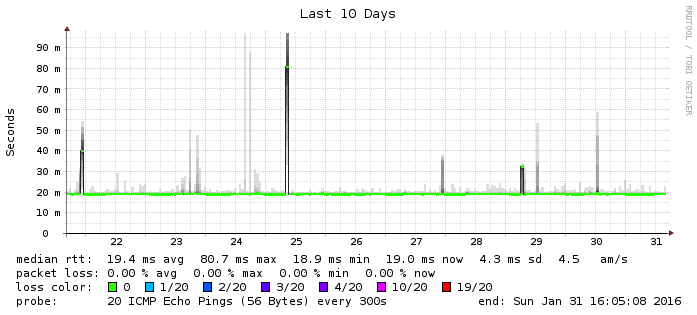 Last 10 Days
RRDTOOL / TOBI OETIKER
Seconds
90 m
80 m
70 m
60 m
50 m
40 m
30 m
20 m
10 m
0
22 23 24 25 26 27 28 29 30 31
median rtt: 19.4 ms avg 80.7 ms max 18.9 ms min 19.0 ms now 4.3 ms sd 4.5 am/s
packet loss: 0.00 % avg 0.00 % max 0.00 % min 0.00 % now
loss color: 0 1/20 2/20 3/20 4/20 10/20 19/20
probe: 20 ICMP Echo Pings (56 Bytes) every 300s end: Sun Jan 31 16:05:08 2016